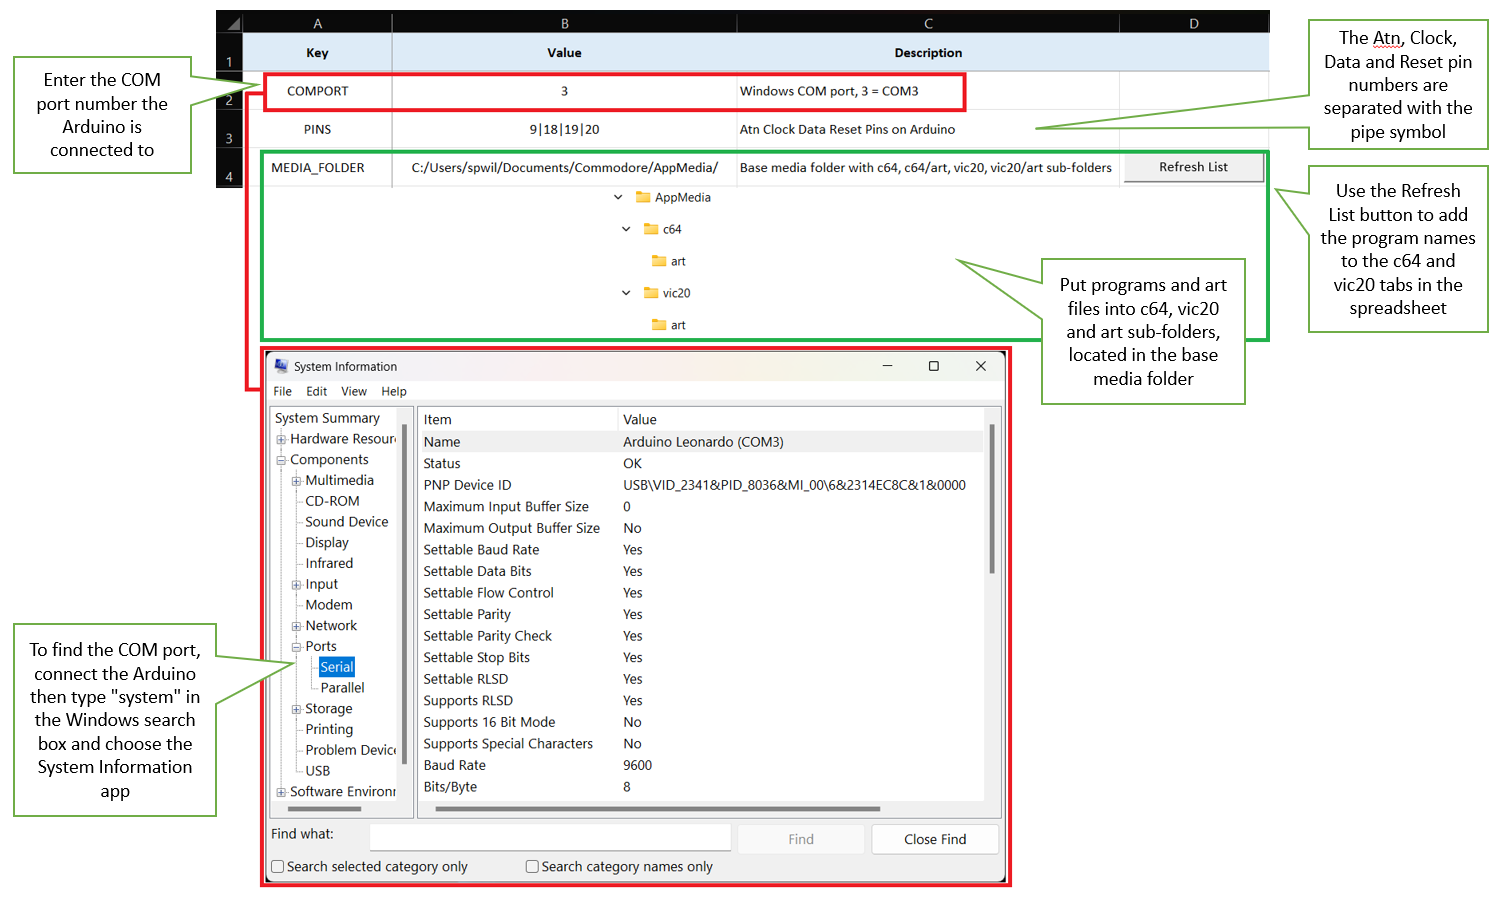 A B C D
1 Key Value Description
2 COMPORT 3 Windows COM port, 3 = COM3
3 PINS 9|18|19|20 Atn Clock Data Reset Pins on Arduino
4 MEDIA_FOLDER C:/Users/spwil/Documents/Commodore/AppMedia/ Base media folder with c64, c64/art, vic20, vic20/art sub-folders Refresh List
Enter the COM
port number the
Arduino is
connected to
The Atn, Clock,
Data and Reset pin
numbers are
separated with the
pipe symbol
Use the Refresh
List button to add
the program names
to the c64 and
vic20 tabs in the
spreadsheet
AppMedia
c64
art
vic20
art
Put programs and art
files into c64, vic20
and art sub-folders,
located in the base
media folder
System Information
File Edit View Help
System Summary
Hardware Resour
Components
Multimedia
CD-ROM
Sound Device
Display
Infrared
Input
Modem
Network
Ports
Serial
Parallel
Storage
Printing
Problem Device
USB
Software Environr
Item Value
Name Arduino Leonardo (COM3)
Status OK
PNP Device ID USB\VID_2341&PID_8036&MI_00\6&2314EC8C&1&0000
Maximum Input Buffer Size 0
Maximum Output Buffer Size No
Settable Baud Rate Yes
Settable Data Bits Yes
Settable Flow Control Yes
Settable Parity Yes
Settable Parity Check Yes
Settable Stop Bits Yes
Settable RLSD Yes
Supports RLSD Yes
Supports 16 Bit Mode No
Supports Special Characters No
Baud Rate 9600
Bits/Byte 8
Find what: Find Close Find
Search selected category only Search category names only
To find the COM port,
connect the Arduino
then type "system" in
the Windows search
box and choose the
System Information
app